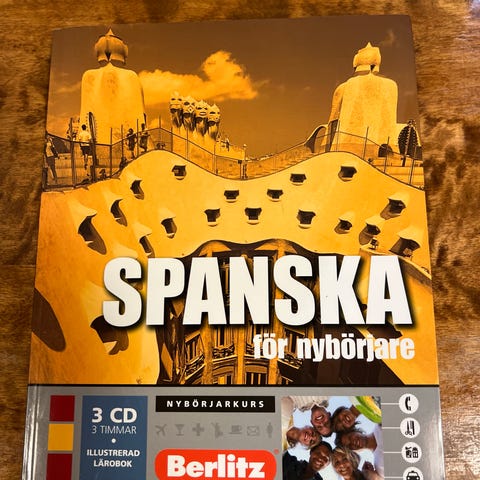 SPANSKA
för nybörjare
NYBÖRJARKURS
3 CD
3 TIMMAR
•
ILLUSTRERAD
LÄROBOK
Berlitz